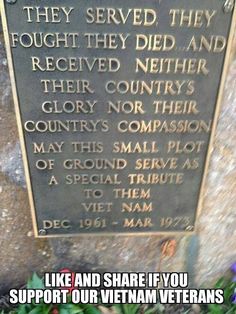 THEY SERVED, THEY
FOUGHT, THEY DIED...AND
RECEIVED NEITHER
THEIR COUNTRY'S
GLORY NOR THEIR
COUNTRY'S COMPASSION
MAY THIS SMALL PLOT
OF GROUND SERVE AS
A SPECIAL TRIBUTE
TO THEM
VIET NAM
DEC 1961 - MAR 1973
LIKE AND SHARE IF YOU
SUPPORT OUR VIETNAM VETERANS